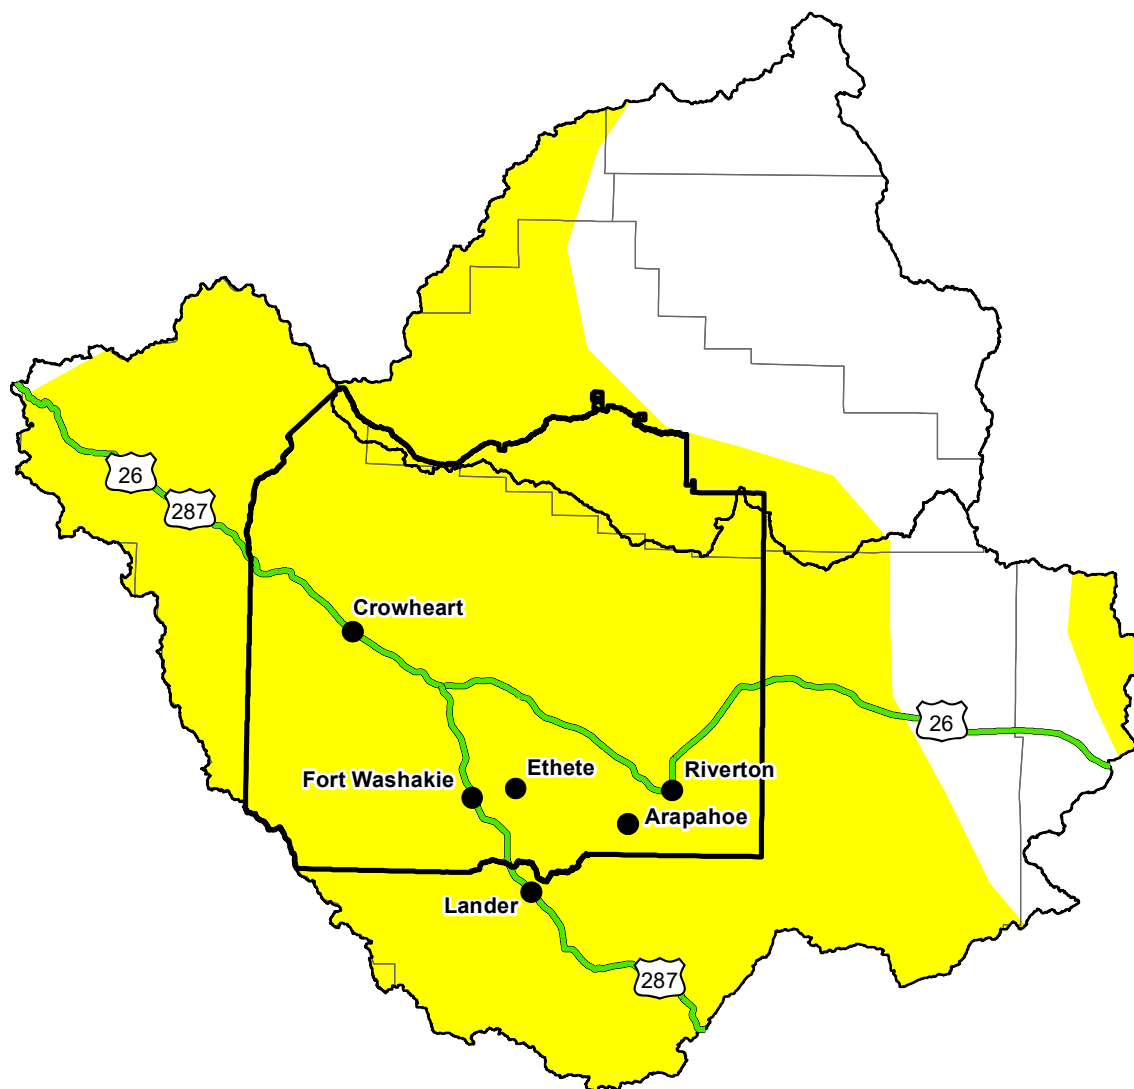 26
287
Crowheart
26
Ethete
Riverton
Fort Washakie
Arapahoe
Lander
287